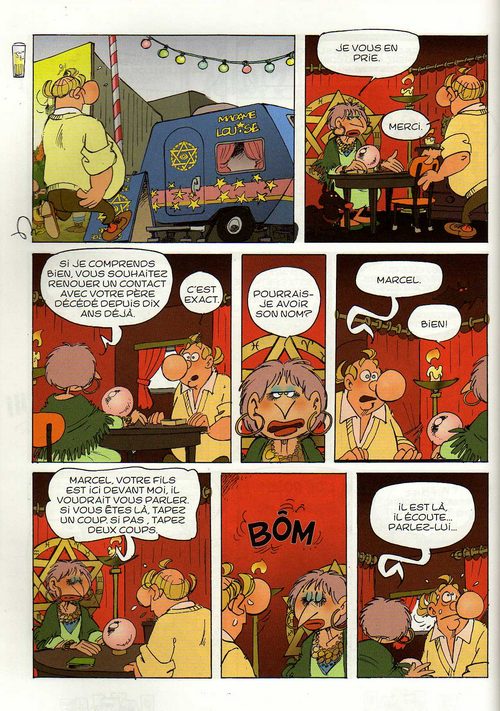 MADAME
LOUISE
JE VOUS EN
PRIE.
MERCI.
SI JE COMPRENDS
BIEN, VOUS SOUHAITEZ
RENOUER UN CONTACT
AVEC VOTRE PÈRE
DÉCÉDÉ DEPUIS DIX
ANS DÉJÀ.
C'EST
EXACT.
POURRAIS-
JE AVOIR
SON NOM?
MARCEL.
BIEN!
MARCEL, VOTRE FILS
EST ICI DEVANT MOI, IL
VOUDRAIT VOUS PARLER.
SI VOUS ÊTES LÀ, TAPEZ
UN COUP. SI PAS , TAPEZ
DEUX COUPS.
BÔM
IL EST LÀ,
IL ÉCOUTE...
PARLEZ-LUI...